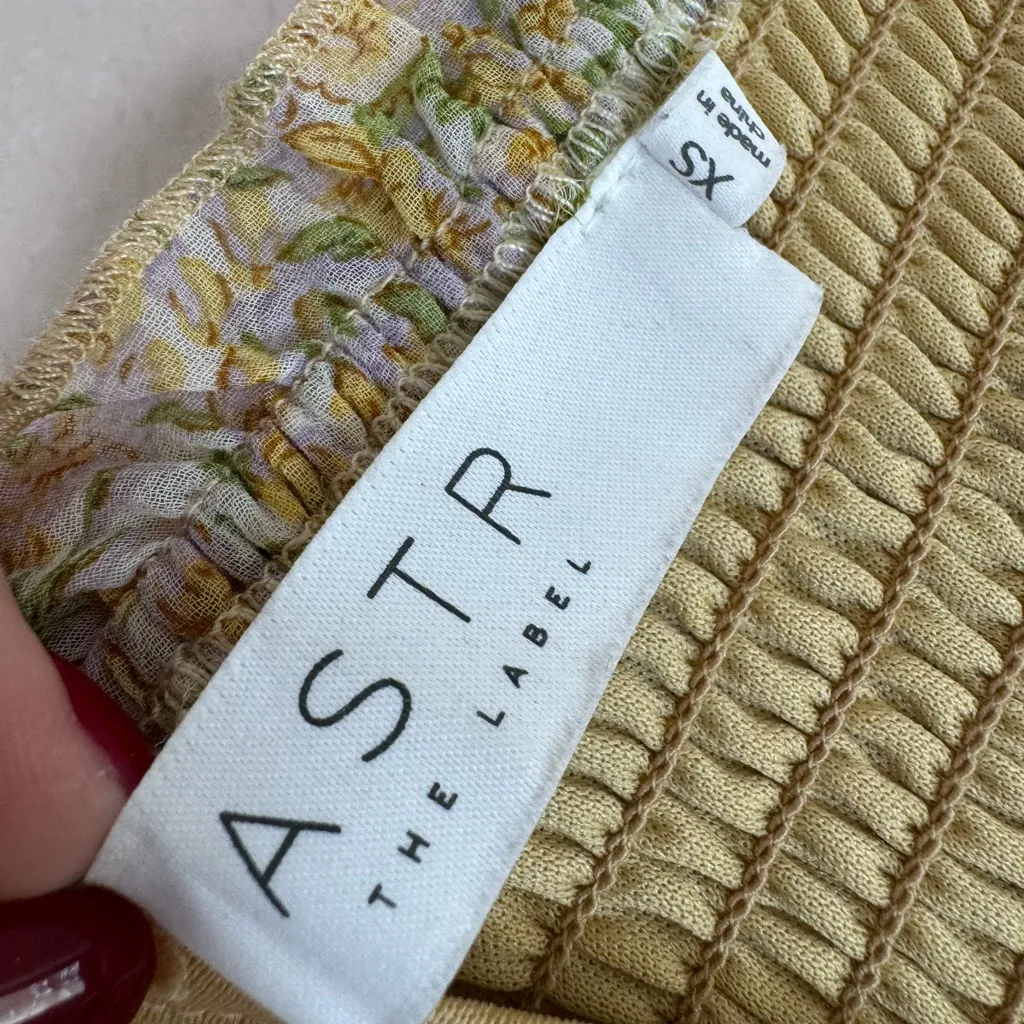 ASTR
THE LABEL
XS
made in
china